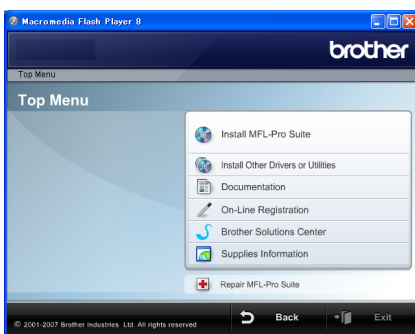 Macromedia Flash Player 8
brother
Top Menu
Top Menu
Install MFL-Pro Suite
Install Other Drivers or Utilities
Documentation
On-Line Registration
Brother Solutions Center
Supplies Information
Repair MFL-Pro Suite
© 2001-2007 Brother Industries Ltd. All rights reserved
Back
Exit